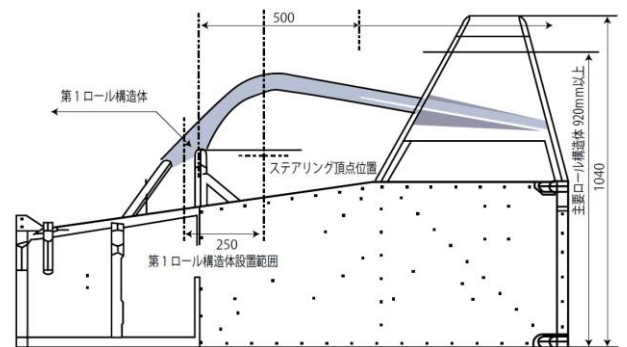 500
第1ロール構造体
ステアリング頂点位置
250
第1ロール構造体設置範囲
主要ロール構造体 920mm以上
1040